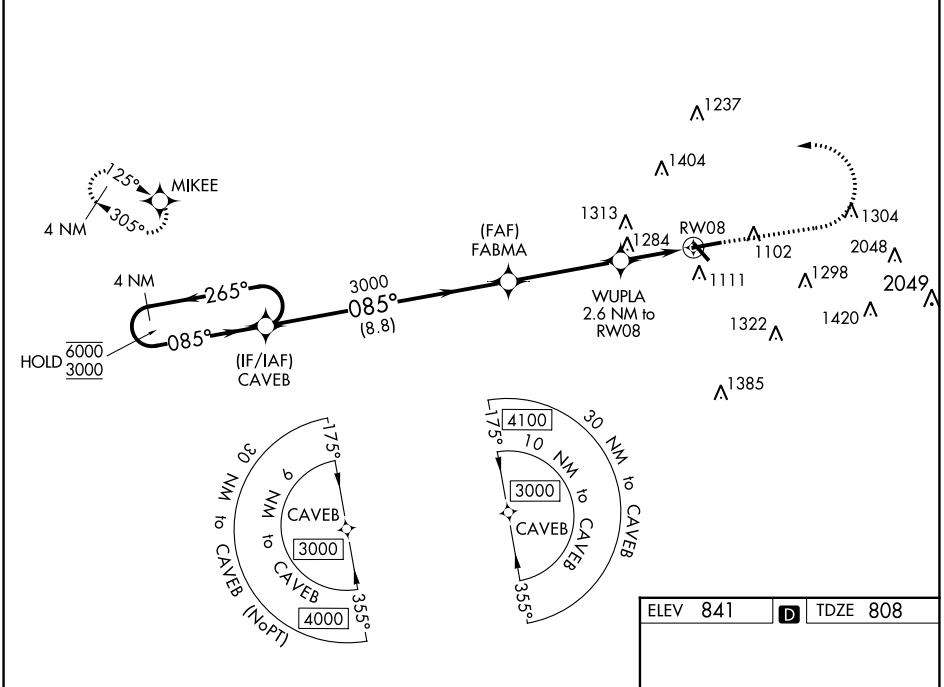 1237
1404
125°
MIKEE
305°
4 NM
1313
1284
RW08
1304
1102
2048
(FAF)
FABMA
1111
1298
2049
4 NM
265°
3000
085°
(8.8)
WUPLA
2.6 NM to
RW08
1420
1322
085°
HOLD 6000
3000
(IF/IAF)
CAVEB
1385
175°
30 NM to CAVEB (NoPT)
9 NM to CAVEB
CAVEB
3000
4000
355°
175°
4100
30 NM to CAVEB
10 NM to CAVEB
3000
CAVEB
355°
ELEV 841 D TDZE 808